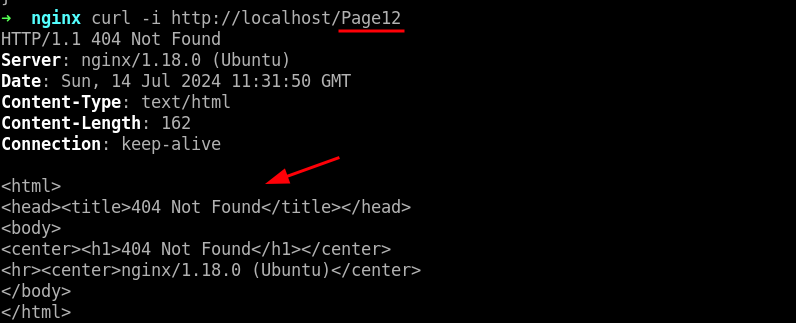 }
➜  nginx curl -i http://localhost/Page12
HTTP/1.1 404 Not Found
Server: nginx/1.18.0 (Ubuntu)
Date: Sun, 14 Jul 2024 11:31:50 GMT
Content-Type: text/html
Content-Length: 162
Connection: keep-alive
<html>
<head><title>404 Not Found</title></head>
<body>
<center><h1>404 Not Found</h1></center>
<hr><center>nginx/1.18.0 (Ubuntu)</center>
</body>
</html>